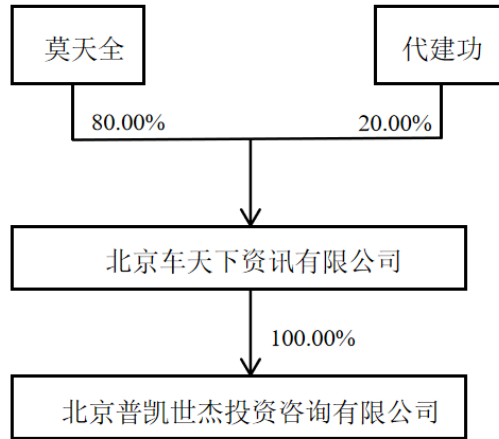 莫天全
代建功
80.00%
20.00%
北京车天下资讯有限公司
100.00%
北京普凯世杰投资咨询有限公司